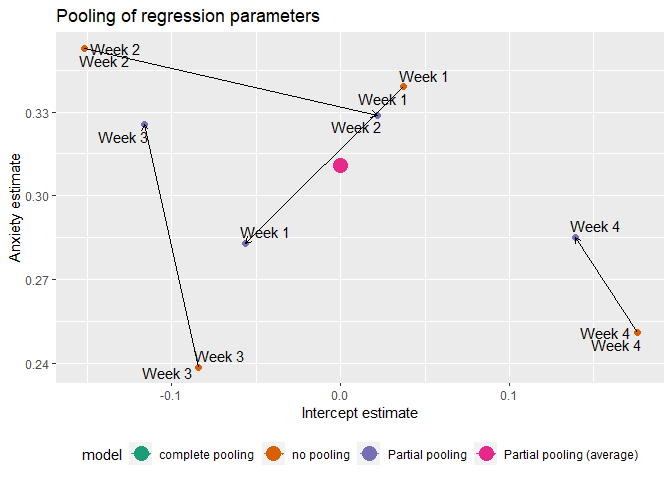 Pooling of regression parameters
Week 2
Week 2
Week 1
Week 1
Week 2
Week 3
Week 1
Week 4
Week 4
Week 4
Week 3
Week 3
0.33
0.30
0.27
0.24
Anxiety estimate
-0.1
0.0
0.1
Intercept estimate
model complete pooling no pooling Partial pooling Partial pooling (average)